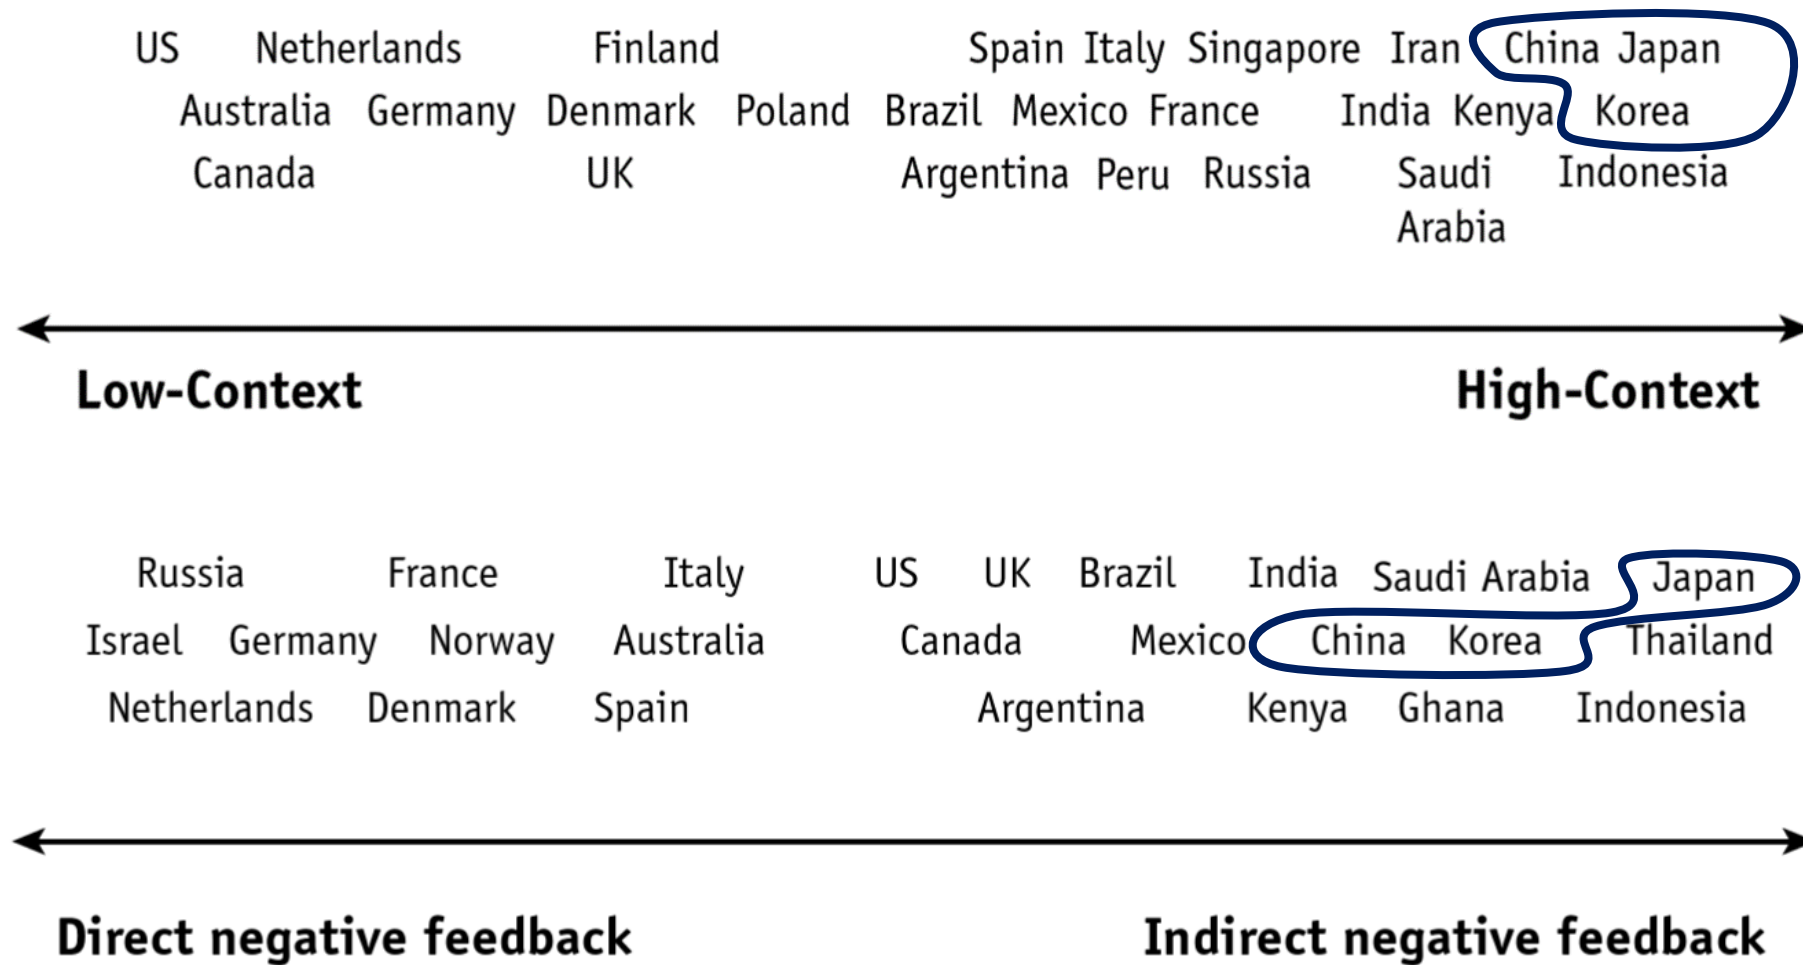 US Netherlands Finland Spain Italy Singapore Iran China Japan
Australia Germany Denmark Poland Brazil Mexico France India Kenya Korea
Canada UK Argentina Peru Russia Saudi Indonesia
Arabia
Low-Context High-Context
Russia France Italy US UK Brazil India Saudi Arabia Japan
Israel Germany Norway Australia Canada Mexico China Korea Thailand
Netherlands Denmark Spain Argentina Kenya Ghana Indonesia
Direct negative feedback Indirect negative feedback